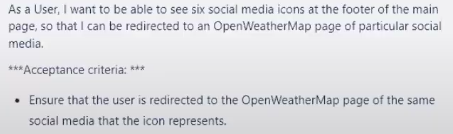 As a User, I want to be able to see six social media icons at the footer of the main
page, so that I can be redirected to an OpenWeatherMap page of particular social
media.
***Acceptance criteria: ***
• Ensure that the user is redirected to the OpenWeatherMap page of the same
social media that the icon represents.